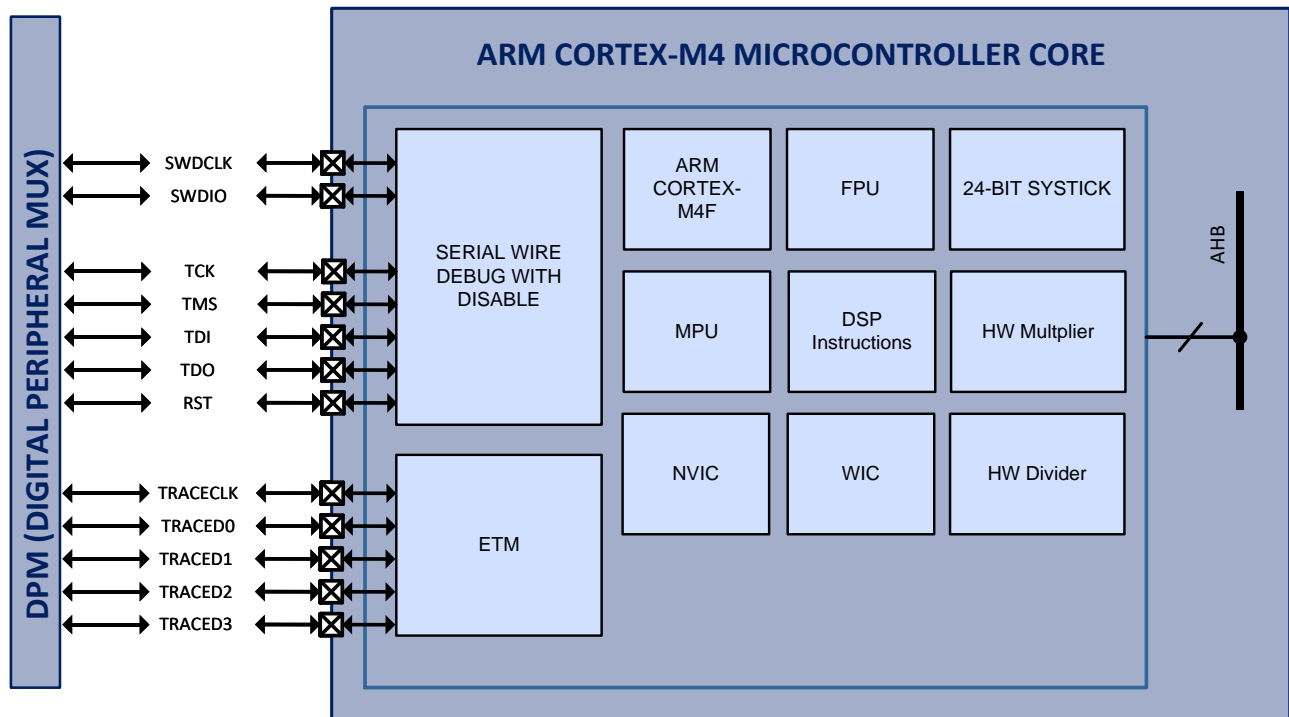 DPM (DIGITAL PERIPHERAL MUX)
ARM CORTEX-M4 MICROCONTROLLER CORE
SWDCLK
SWDIO
TCK
TMS
TDI
TDO
RST
TRACECLK
TRACED0
TRACED1
TRACED2
TRACED3
SERIAL WIRE
DEBUG WITH
DISABLE
ETM
ARM
CORTEX-
M4F
FPU
24-BIT SYSTICK
MPU
DSP
Instructions
HW Multplier
NVIC
WIC
HW Divider
AHB